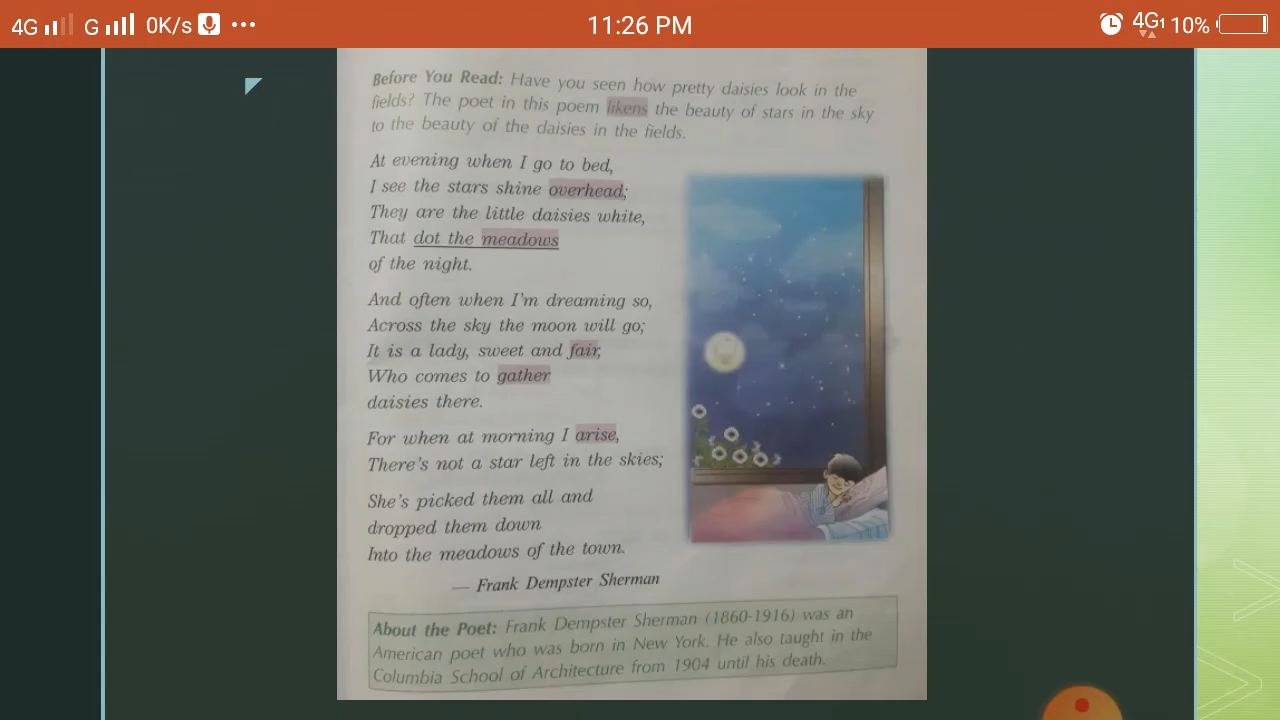 4G G 0K/s 11:26 PM 4G 10%
Before You Read: Have you seen how pretty daisies look in the
fields? The poet in this poem likens the beauty of stars in the sky
to the beauty of the daisies in the fields.
At evening when I go to bed,
I see the stars shine overhead;
They are the little daisies white,
That dot the meadows
of the night.
And often when I'm dreaming so,
Across the sky the moon will go;
It is a lady, sweet and fair,
Who comes to gather
daisies there.
For when at morning I arise,
There's not a star left in the skies;
She's picked them all and
dropped them down
Into the meadows of the town.
— Frank Dempster Sherman
About the Poet: Frank Dempster Sherman (1860-1916) was an
American poet who was born in New York. He also taught in the
Columbia School of Architecture from 1904 until his death.